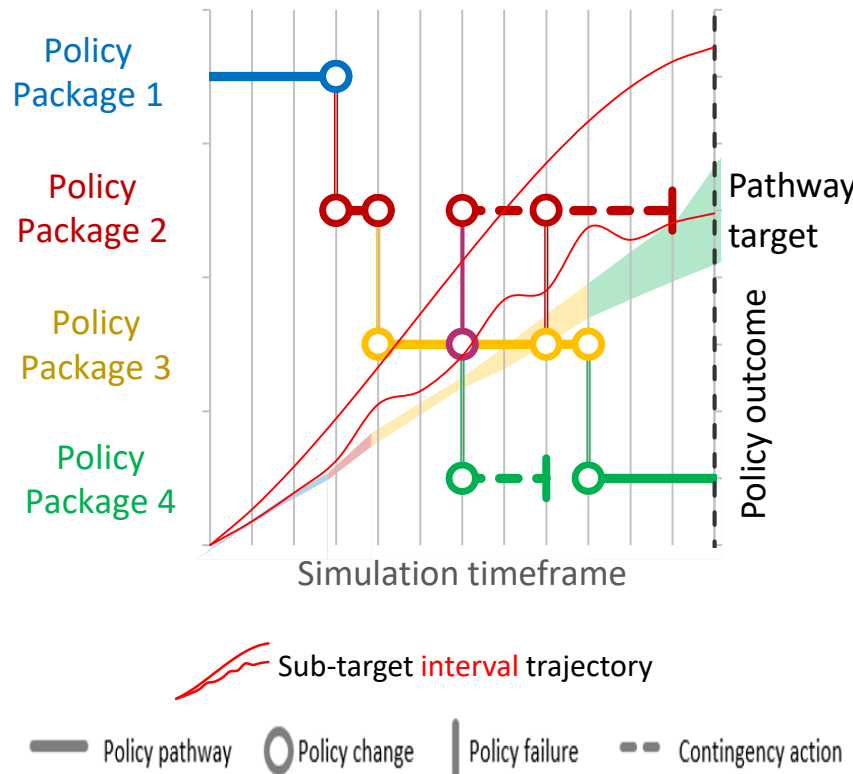 Policy
Package 1
Policy
Package 2
Pathway
target
Policy
Package 3
Policy outcome
Policy
Package 4
Simulation timeframe
Sub-target interval trajectory
Policy pathway
Policy change
Policy failure
Contingency action